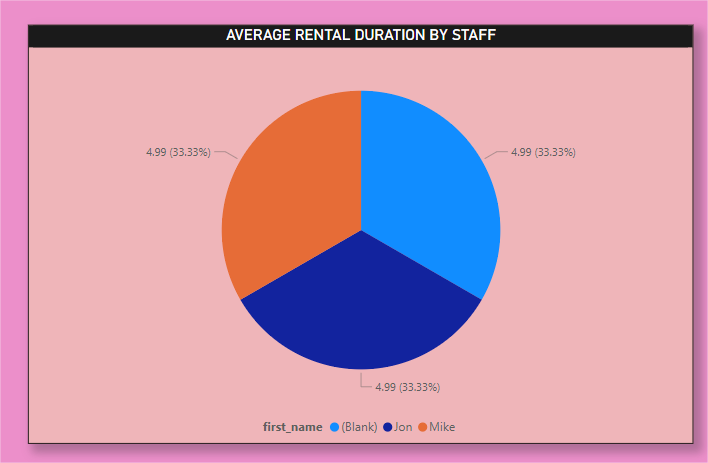 AVERAGE RENTAL DURATION BY STAFF
4.99 (33.33%)
4.99 (33.33%)
4.99 (33.33%)
first_name (Blank) Jon Mike